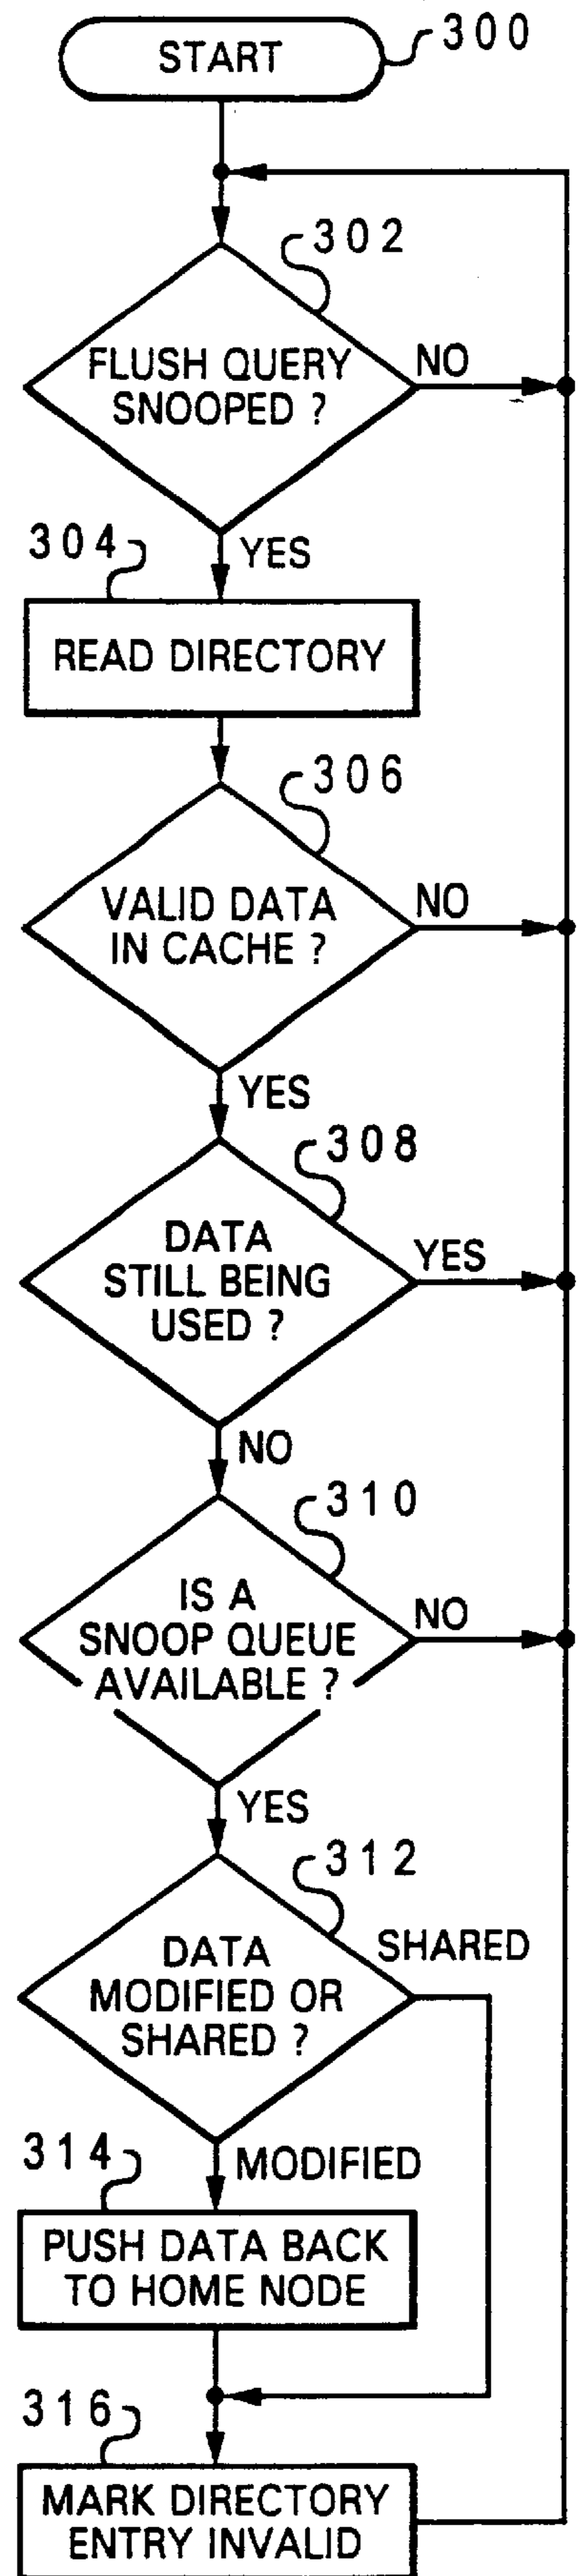 START
300
302
FLUSH QUERY
SNOOPED ?
NO
YES
304
READ DIRECTORY
306
VALID DATA
IN CACHE ?
NO
YES
308
DATA
STILL BEING
USED ?
YES
NO
310
IS A
SNOOP QUEUE
AVAILABLE ?
NO
YES
312
DATA
MODIFIED OR
SHARED ?
SHARED
MODIFIED
314
PUSH DATA BACK
TO HOME NODE
316
MARK DIRECTORY
ENTRY INVALID